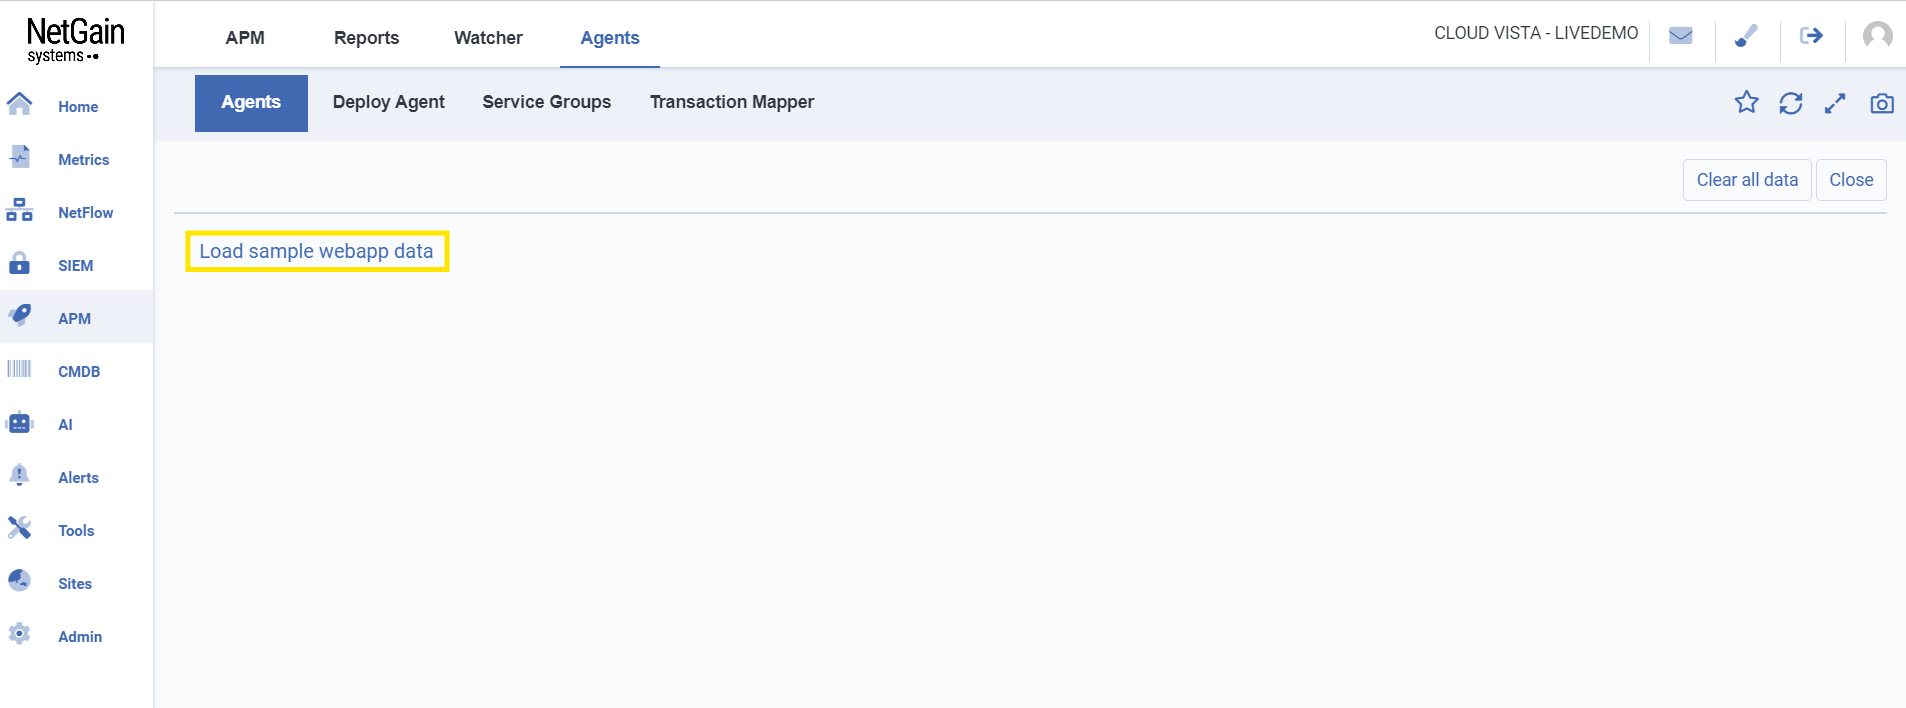 NetGain
systems
APM Reports Watcher Agents
CLOUD VISTA - LIVEDEMO
Agents Deploy Agent Service Groups Transaction Mapper
Clear all data Close
Load sample webapp data
Home
Metrics
NetFlow
SIEM
APM
CMDB
AI
Alerts
Tools
Sites
Admin